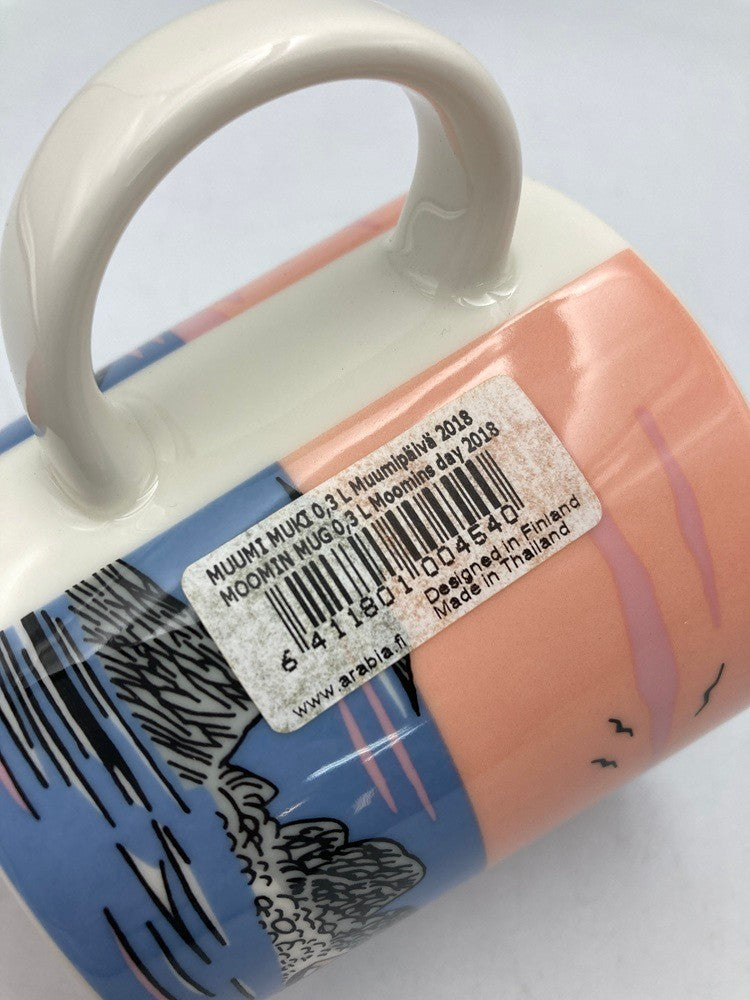 MUUMI MUKI 0,3 L Muumipäivä 2018
MOOMIN MUG 0,3 L Moomins day 2018
6 411801 004540
www.arabia.fi
Designed in Finland
Made in Thailand